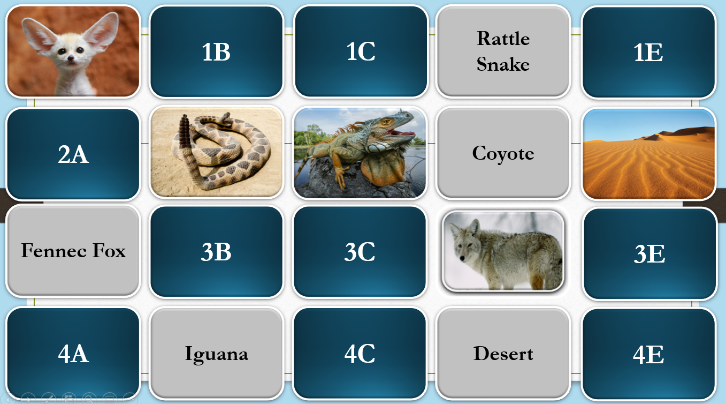 1B
1C
Rattle
Snake
1E
2A
Coyote
Fennec Fox
3B
3C
3E
4A
Iguana
4C
Desert
4E